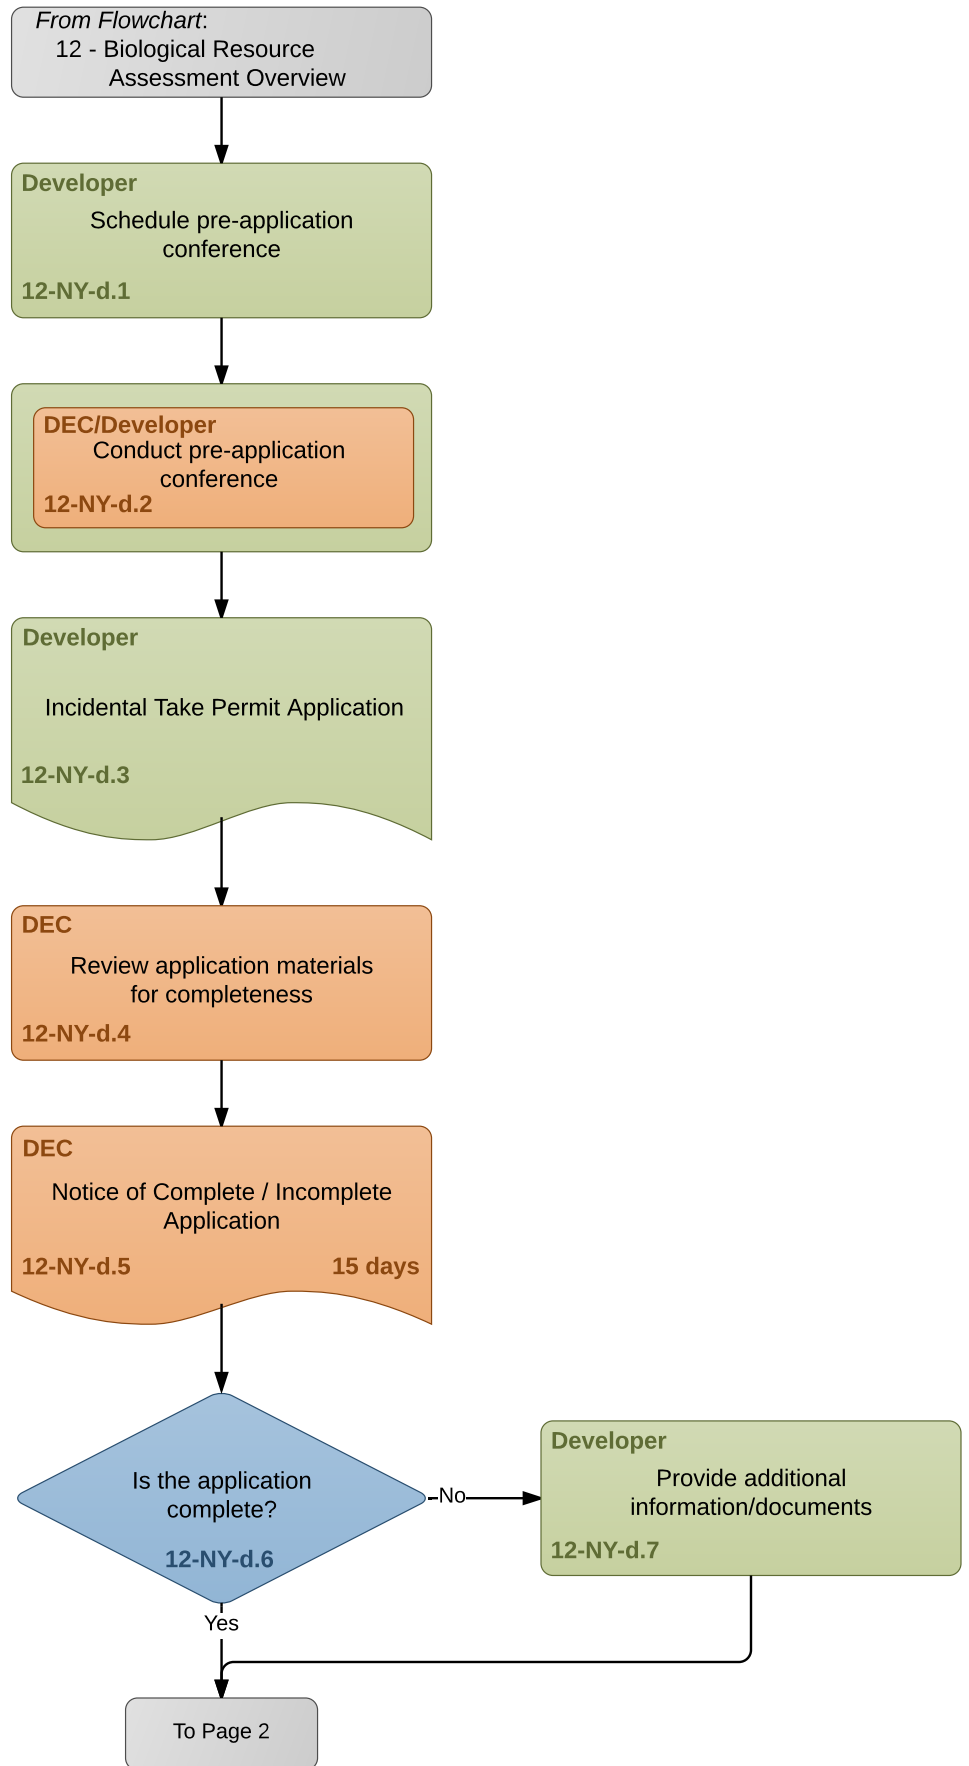 From Flowchart:
12 - Biological Resource
Assessment Overview
Developer
Schedule pre-application
conference
12-NY-d.1
DEC/Developer
Conduct pre-application
conference
12-NY-d.2
Developer
Incidental Take Permit Application
12-NY-d.3
DEC
Review application materials
for completeness
12-NY-d.4
DEC
Notice of Complete / Incomplete
Application
12-NY-d.5
15 days
Is the application
complete?
12-NY-d.6
No
Developer
Provide additional
information/documents
12-NY-d.7
Yes
To Page 2